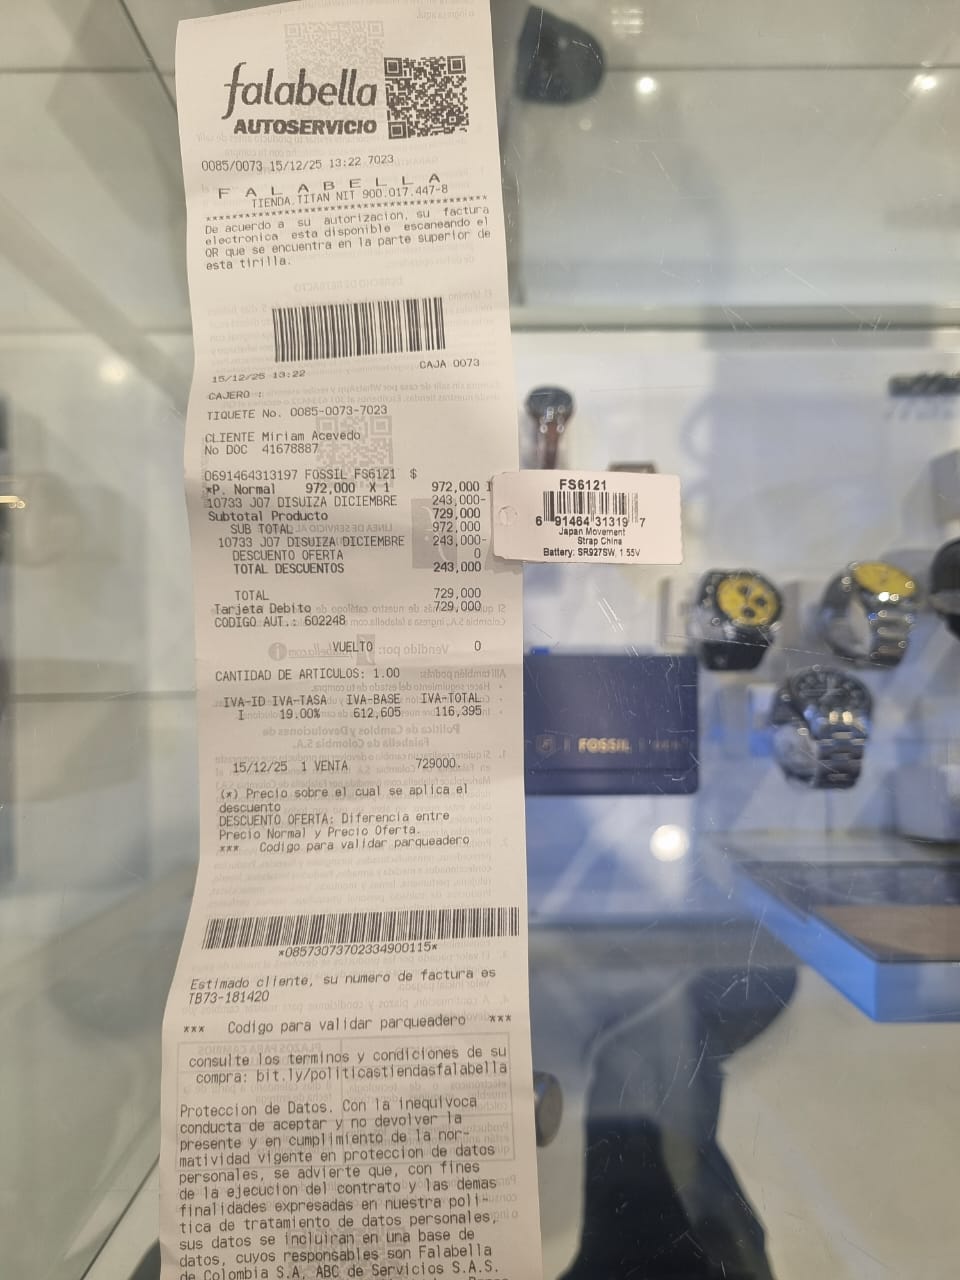 falabella
AUTOSERVICIO
0085/0073 15/12/25 13:22 7023
F A L A B E L L A
TIENDA.TITAN NIT 900.017.447-8
****************************************
De acuerdo a su autorizacion, su factura
electronica esta disponible escaneando el
QR que se encuentra en la parte superior de
esta tirilla.
CAJA 0073
15/12/25 13:22
CAJERO :
TIQUETE No. 0085-0073-7023
CLIENTE Miriam Acevedo
No DOC 41678887
0691464313197 FOSSIL FS6121 $
*P. Normal 972,000 X 1 972,000 I
10733 J07 DISUIZA DICIEMBRE 243,000-
Subtotal Producto 729,000
SUB TOTAL 972,000
10733 J07 DISUIZA DICIEMBRE 243,000-
DESCUENTO OFERTA 0
TOTAL DESCUENTOS 243,000
TOTAL 729,000
Tarjeta Debito 729,000
CODIGO AUT.: 602248
VUELTO 0
CANTIDAD DE ARTICULOS: 1.00
IVA-ID IVA-TASA IVA-BASE IVA-TOTAL
I 19.00% 612,605 116,395
15/12/25 1 VENTA 729000.
(*) Precio sobre el cual se aplica el
descuento
DESCUENTO OFERTA: Diferencia entre
Precio Normal y Precio Oferta.
*** Codigo para validar parqueadero
*08573073702334900115*
Estimado cliente, su numero de factura es
TB73-181420
*** Codigo para validar parqueadero ***
consulte los terminos y condiciones de su
compra: bit.ly/politicastiendasfalabella
Proteccion de Datos. Con la inequivoca
conducta de aceptar y no devolver la
presente y en cumplimiento de la nor-
matividad vigente en proteccion de datos
personales, se advierte que, con fines
de la ejecucion del contrato y las demas
finalidades expresadas en nuestra poli-
tica de tratamiento de datos personales,
sus datos se incluiran en una base de
datos, cuyos responsables son Falabella
de Colombia S.A, ABC de Servicios S.A.S.
FS6121
6 91464 31319 7
Japan Movement
Strap China
Battery: SR927SW, 1.55V
FOSSIL